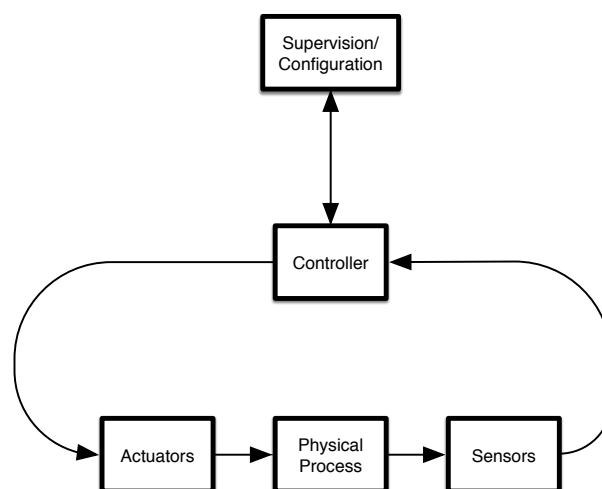 Supervision/
Configuration
Controller
Actuators
Physical
Process
Sensors